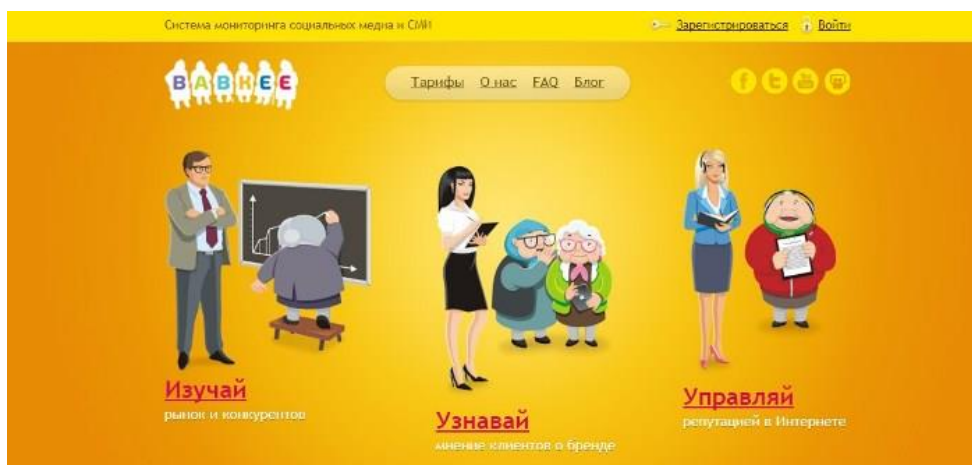 Система мониторинга социальных медиа и СМИ
Зарегистрироваться Войти
BABKEE
Тарифы О нас FAQ Блог
Изучай
рынок и конкурентов
Узнавай
мнение клиентов о бренде
Управляй
репутацией в Интернете